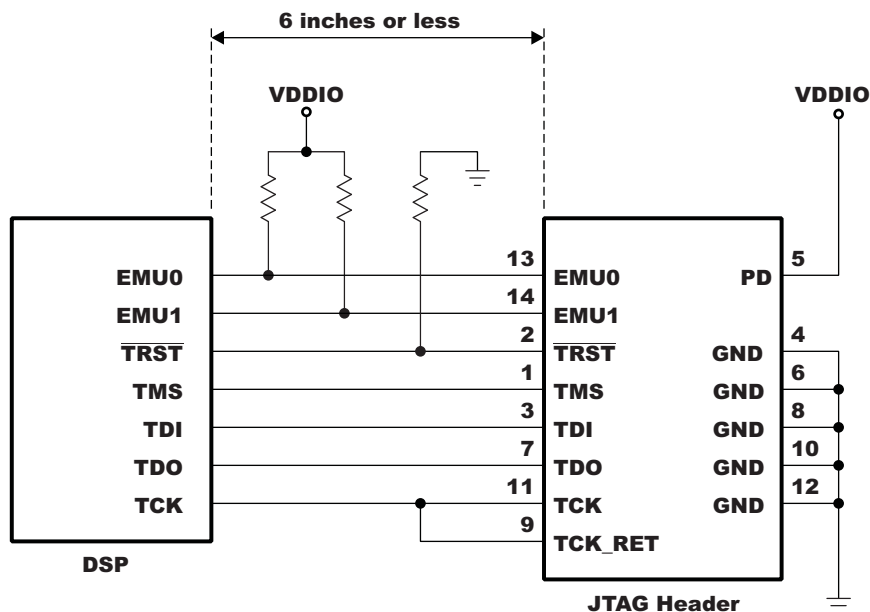 6 inches or less
VDDIO
VDDIO
13
5
EMU0
EMU0
PD
14
EMU1
EMU1
2
4
TRST
TRST
GND
1
6
TMS
TMS
GND
3
8
TDI
TDI
GND
7
10
TDO
TDO
GND
11
12
TCK
TCK
GND
9
TCK_RET
DSP
JTAG Header